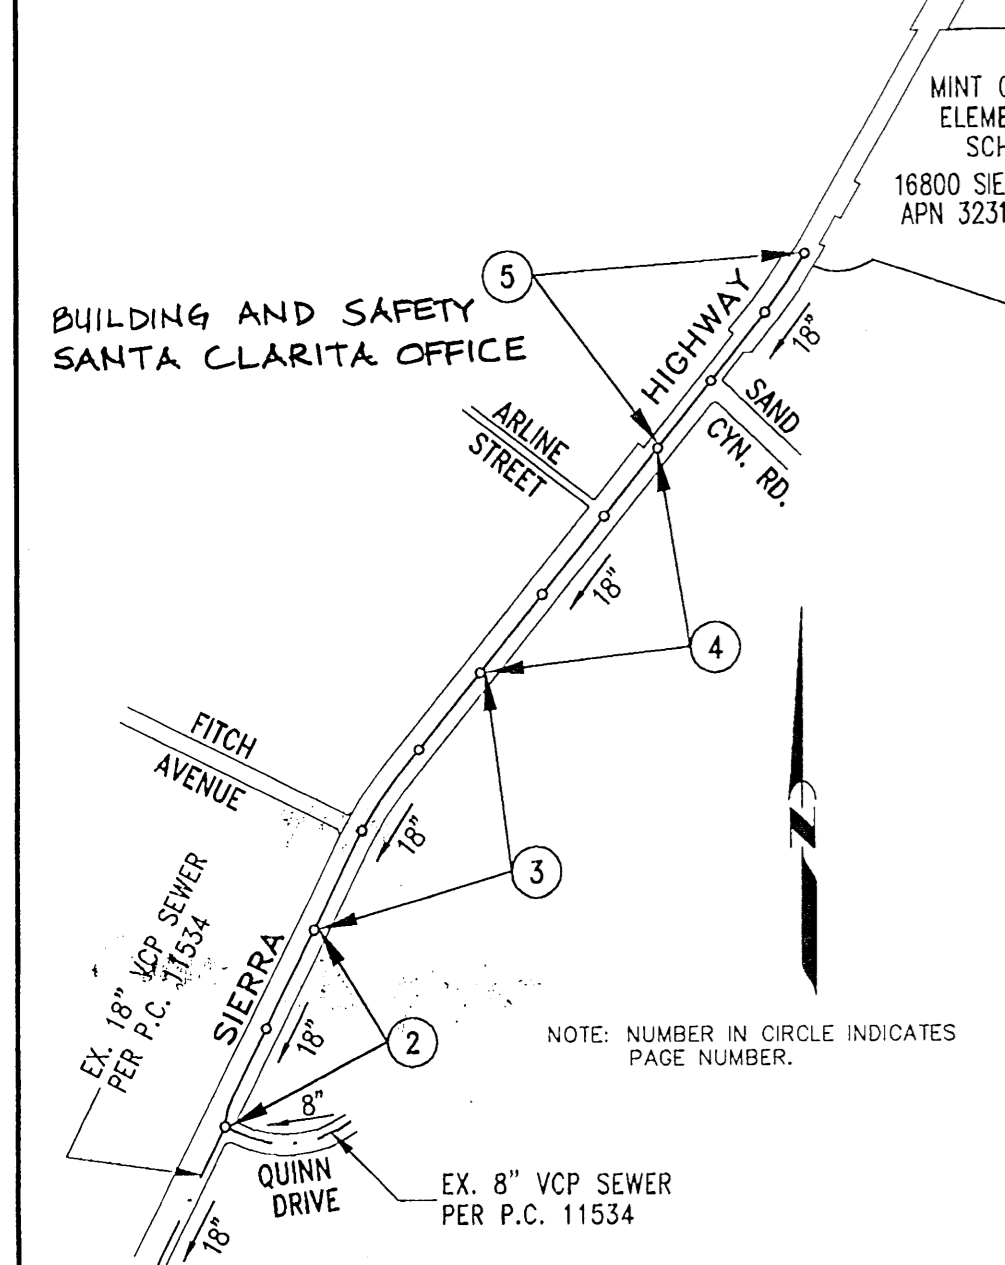 MINT
ELEME
SCH
16800 SIE
APN 3231
5
BUILDING AND SAFETY
SANTA CLARITA OFFICE
HIGHWAY
18"
SAND
CYN. RD.
ARLINE
STREET
18"
4
FITCH
AVENUE
18"
3
EX. 18" VCP SEWER
PER P.C. 11534
SIERRA
18"
2
N
NOTE: NUMBER IN CIRCLE INDICATES
PAGE NUMBER.
8"
QUINN
DRIVE
EX. 8" VCP SEWER
PER P.C. 11534
18"